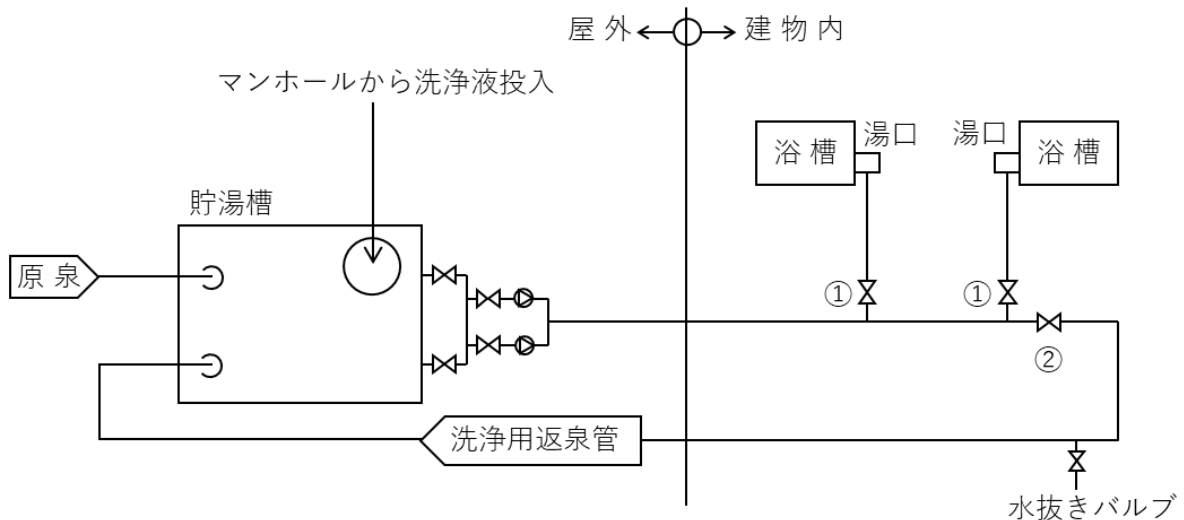 屋 外
建 物 内
マンホールから洗浄液投入
浴 槽
湯口
湯口
浴 槽
貯湯槽
原 泉
①
①
②
洗浄用返泉管
水抜きバルブ